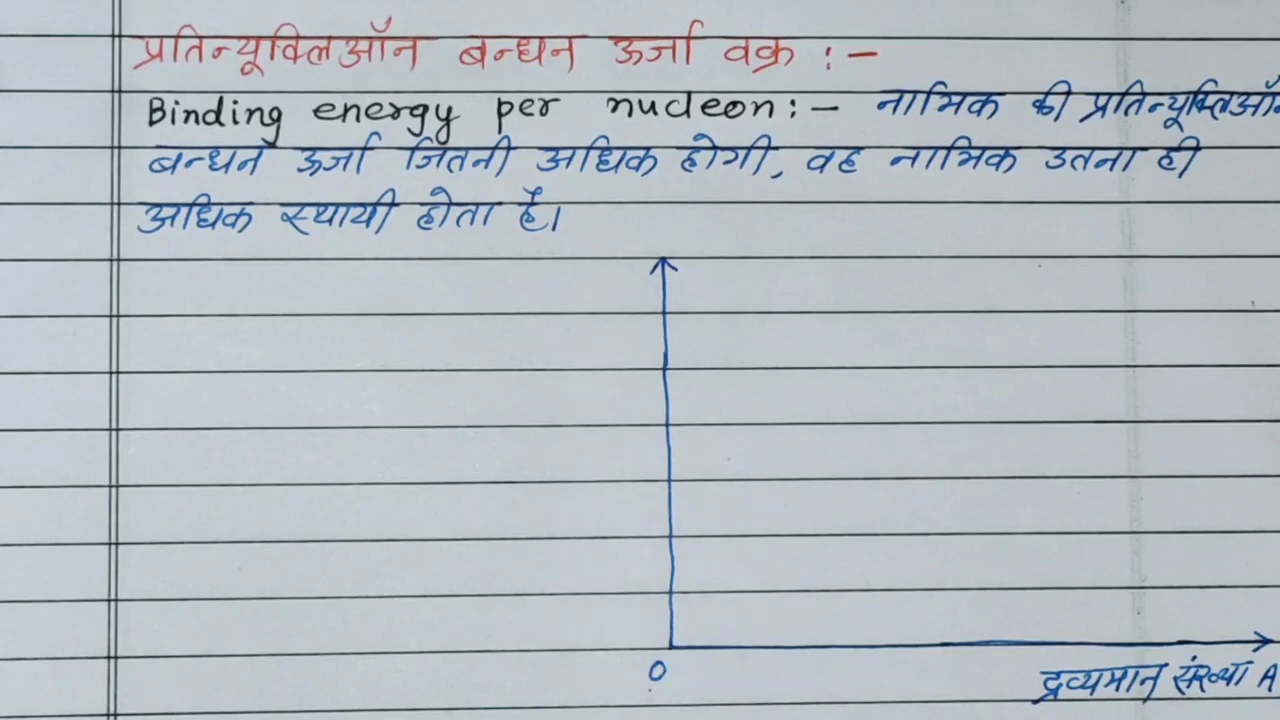 प्रतिन्यूक्लिऑन बन्धन ऊर्जा वक्र :-
Binding energy per nucleon:- नाभिक की प्रतिन्यूक्लिऑन
बन्धन ऊर्जा जितनी अधिक होगी, वह नाभिक उतना ही
अधिक स्थायी होता है।
0
द्रव्यमान संख्या A